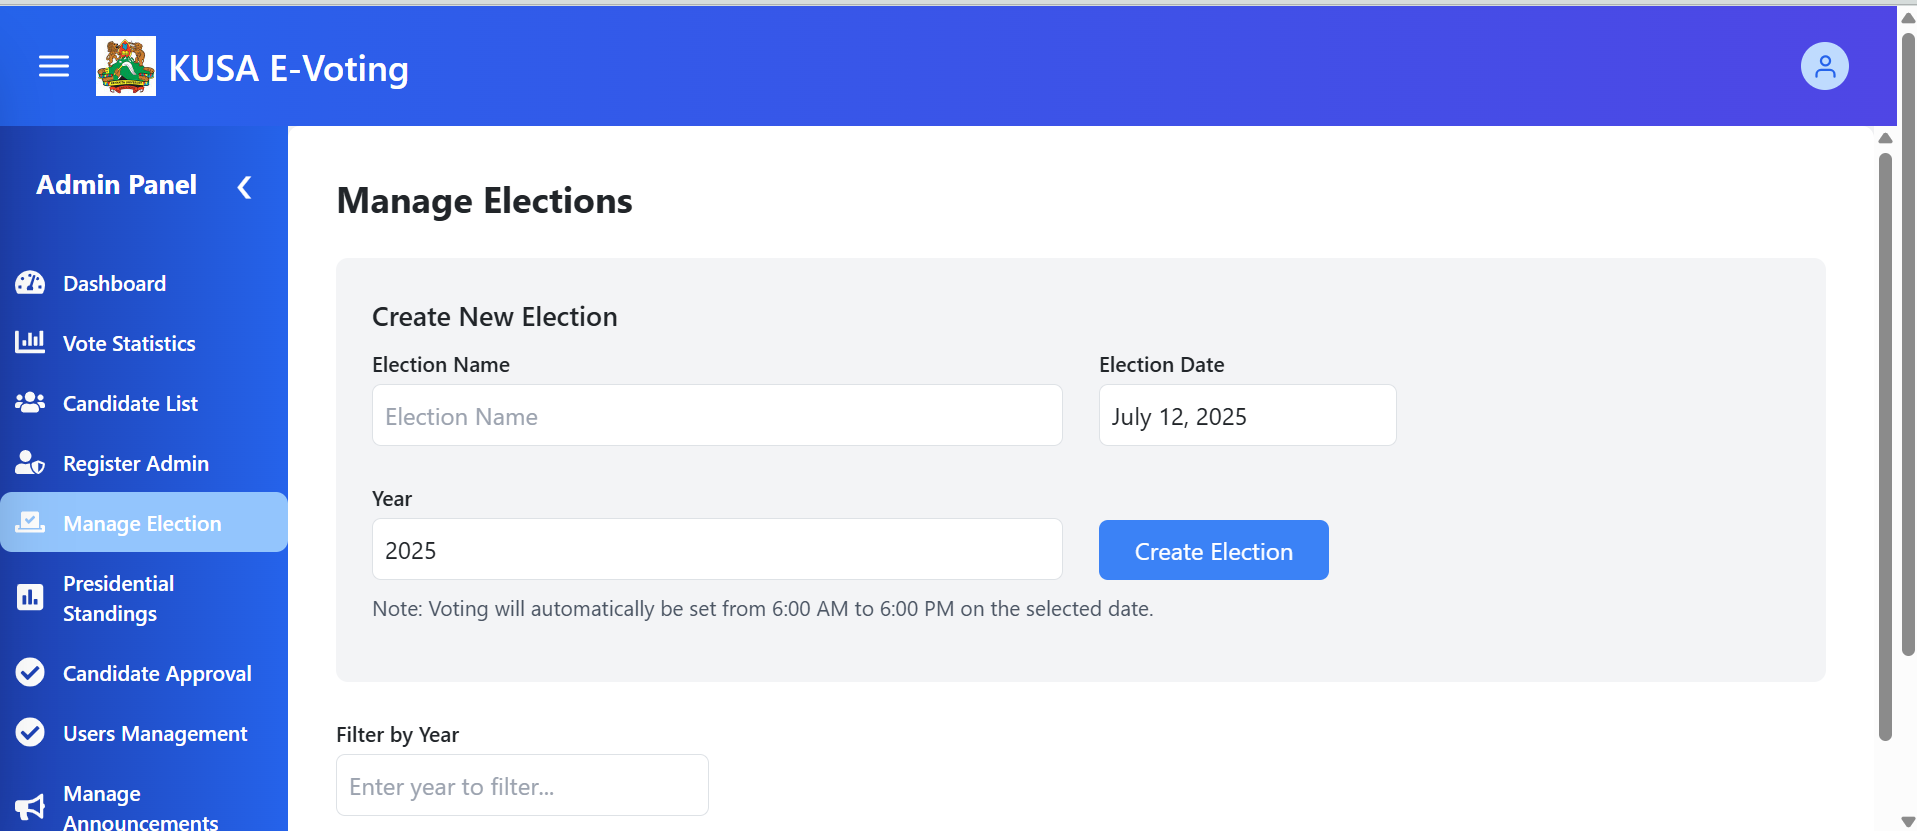 KUSA E-Voting
Admin Panel
Dashboard
Vote Statistics
Candidate List
Register Admin
Manage Election
Presidential
Standings
Candidate Approval
Users Management
Manage
Announcements
Manage Elections
Create New Election
Election Name
Election Name
Election Date
July 12, 2025
Year
2025
Create Election
Note: Voting will automatically be set from 6:00 AM to 6:00 PM on the selected date.
Filter by Year
Enter year to filter...